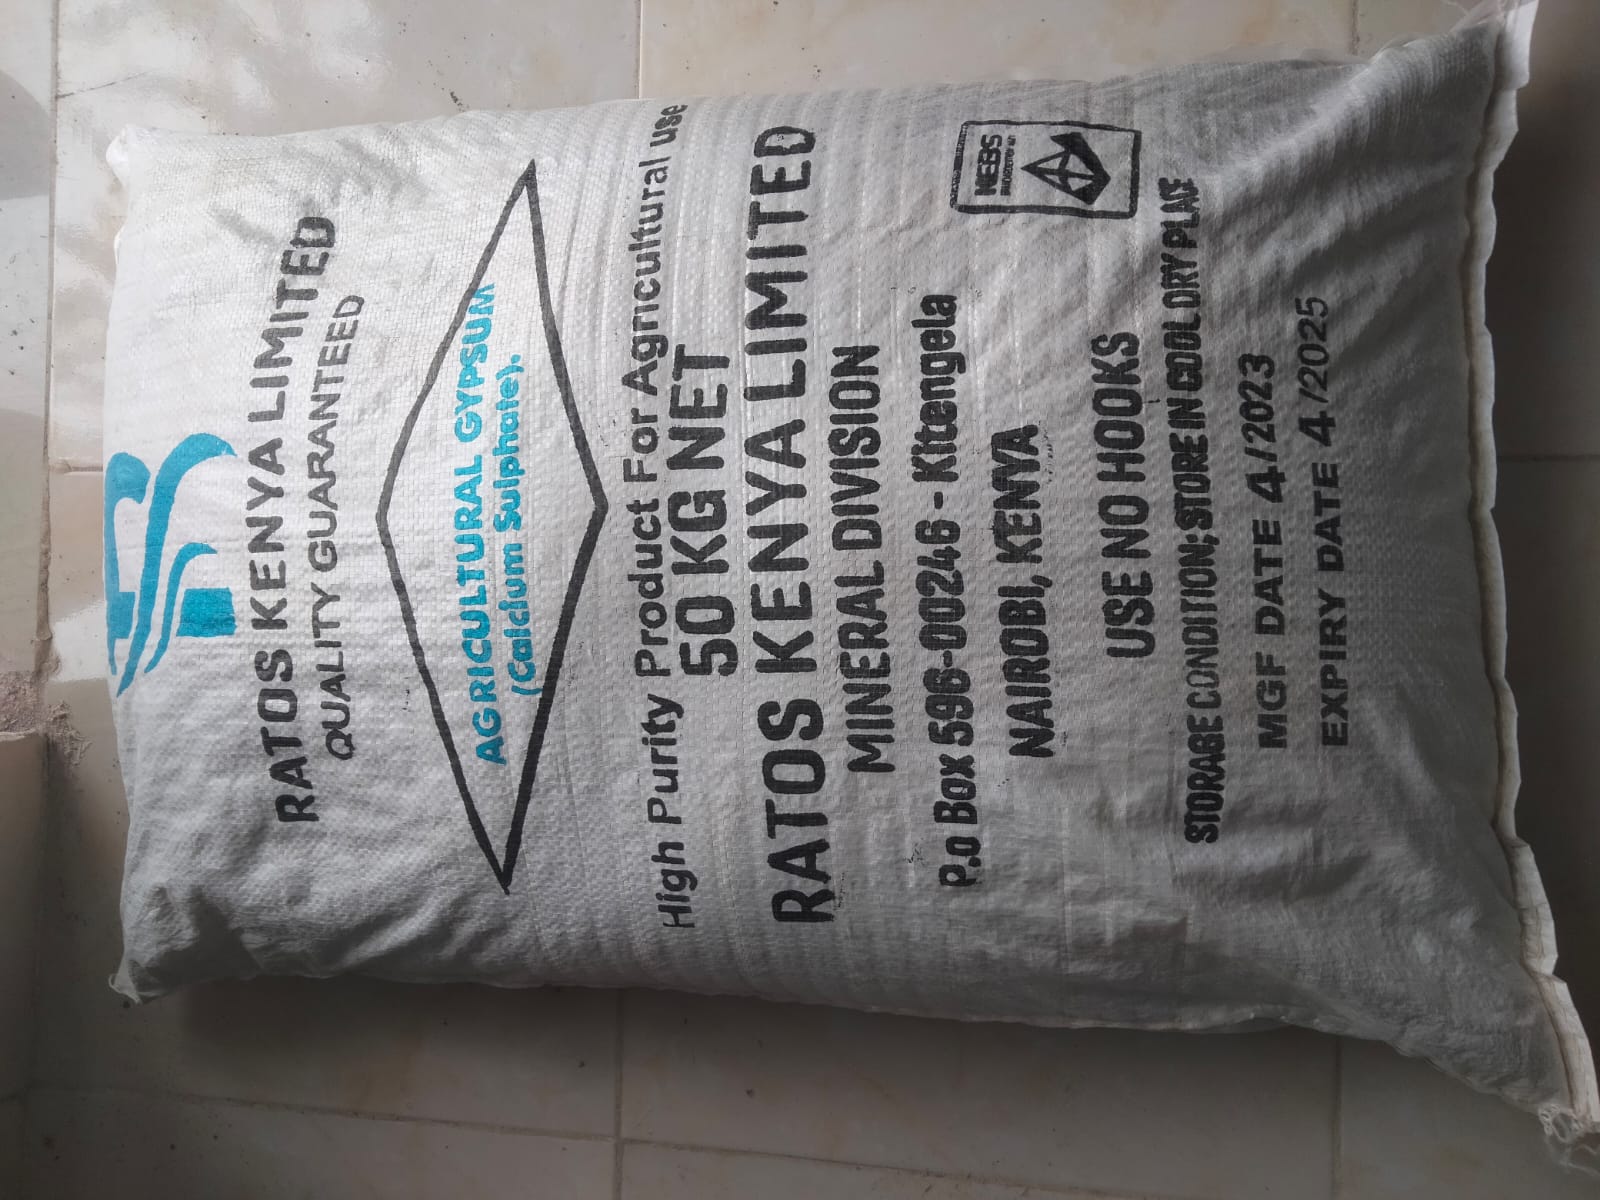 RATOS KENYA LIMITED
QUALITY GUARANTEED
AGRICULTURAL GYPSUM
(Calcium Sulphate).
High Purity Product For Agricultural use
50 KG NET
RATOS KENYA LIMITED
MINERAL DIVISION
P.o Box 596-00246 - Kitengela
NAIROBI, KENYA
NEBS
USE NO HOOKS
STORAGE CONDITION; STORE IN COOL DRY PLACE
MGF DATE 4/2023
EXPIRY DATE 4/2025